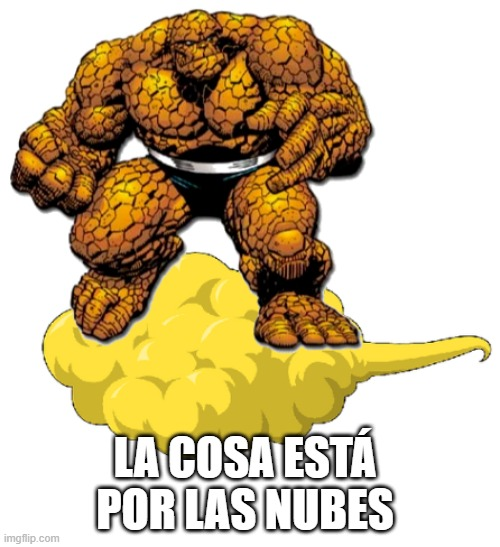 LA COSA ESTÁ
POR LAS NUBES
imgflip.com